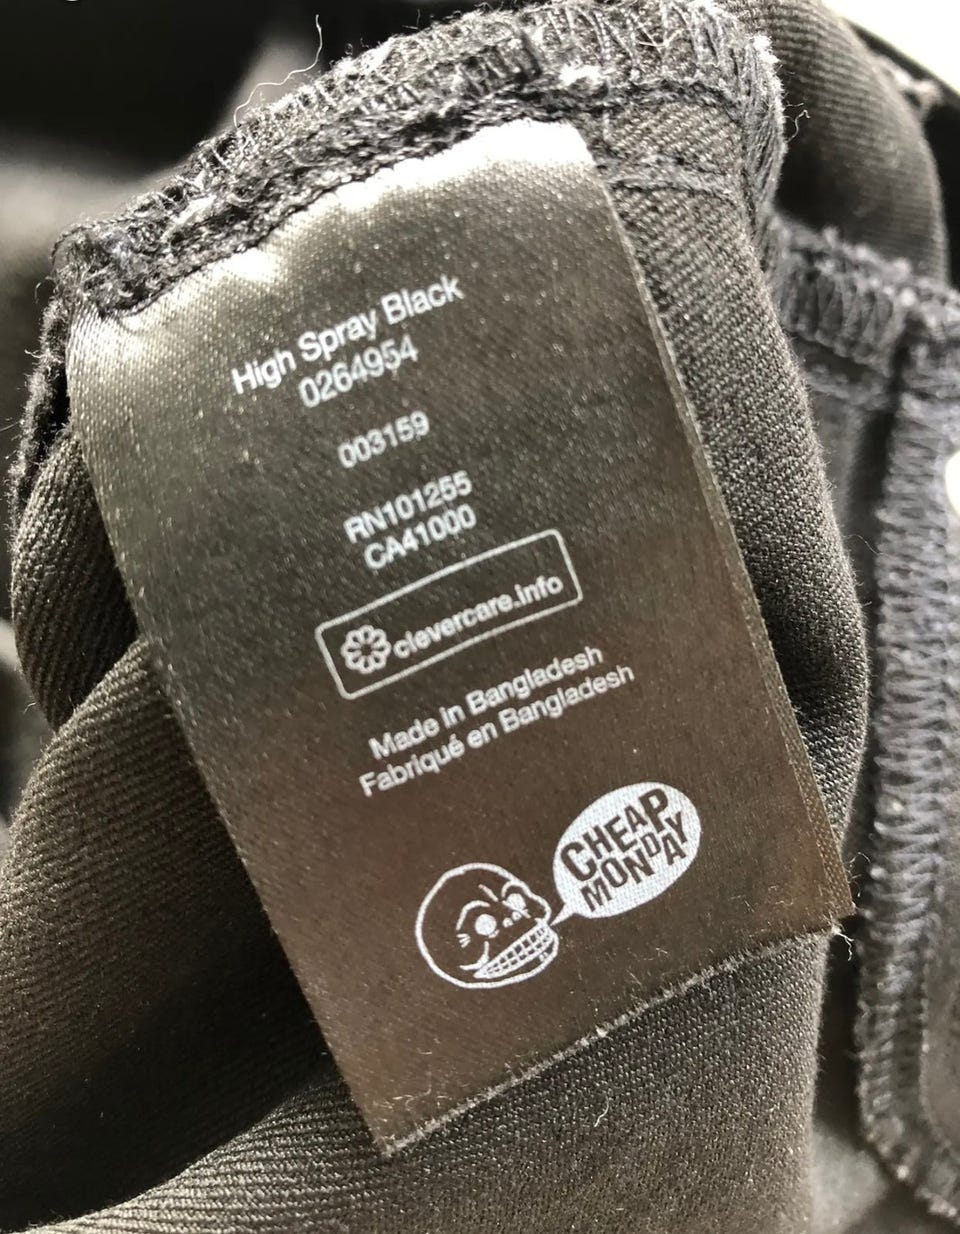 High Spray Black
0264954
003159
RN101255
CA41000
clevercare.info
Made in Bangladesh
Fabriqué en Bangladesh
CHEAP
MONDAY